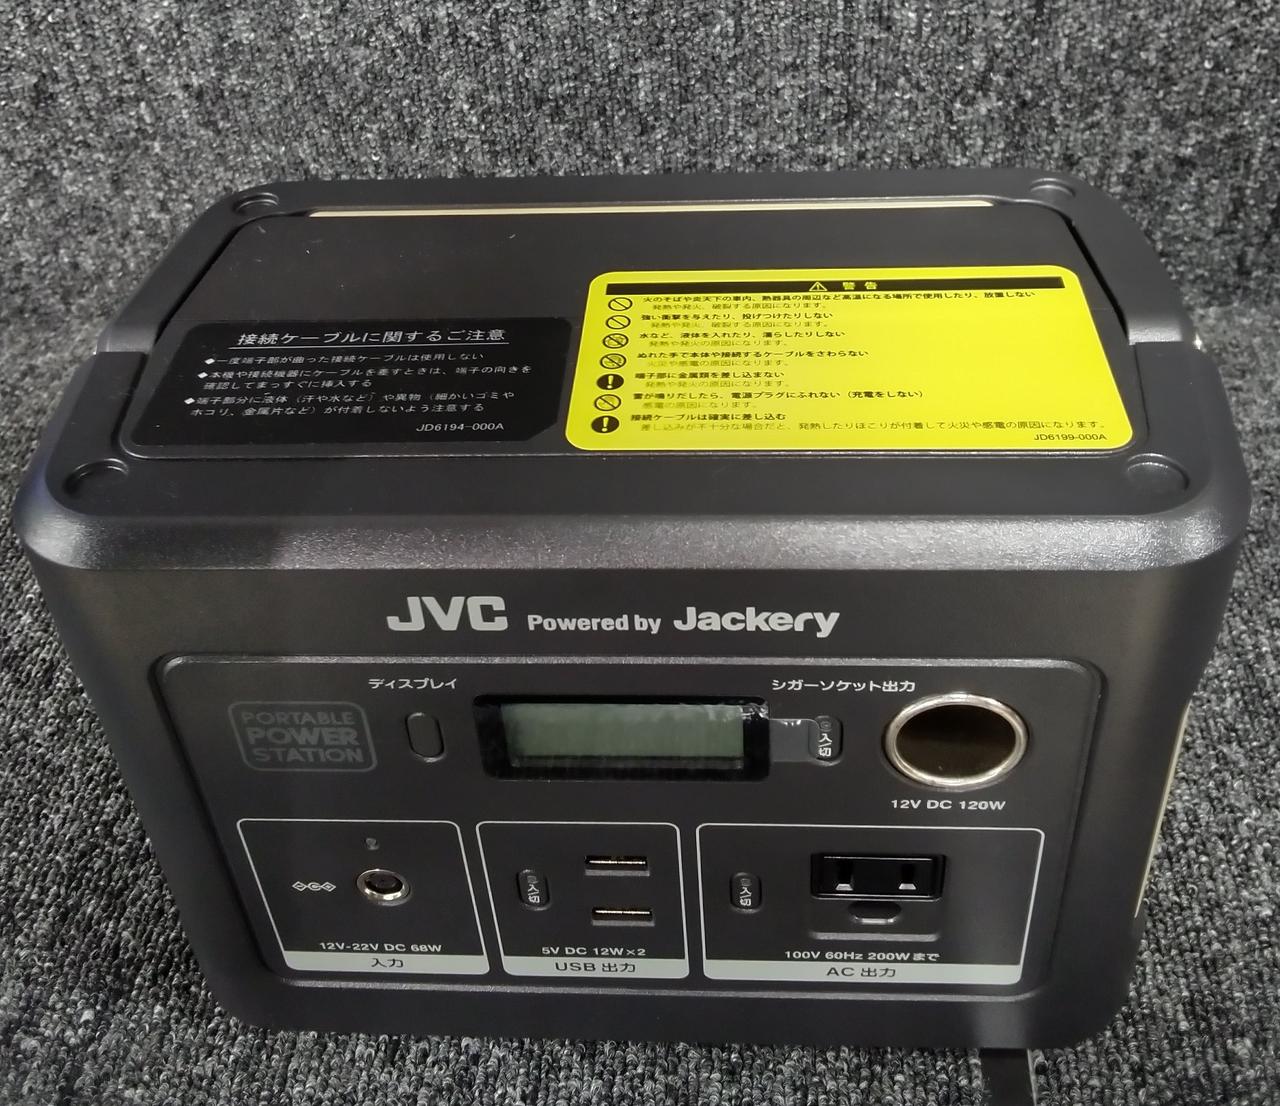 接続ケーブルに関するご注意
◆一度端子部が曲った接続ケーブルは使用しない
◆本機や接続機器にケーブルを差すときは、端子の向きを
確認してまっすぐに挿入する
◆端子部分に液体（汗や水など）や異物（細かいゴミや
ホコリ、金属片など）が付着しないよう注意する
JD6194-000A
⚠ 警告
火のそばや炎天下の車内、熱器具の周辺など高温になる場所で使用したり、放置しない
発熱や発火、破裂する原因になります。
強い衝撃を与えたり、投げつけたりしない
発熱や発火、破裂する原因になります。
水など、液体を入れたり、濡らしたりしない
発熱や発火の原因になります。
ぬれた手で本体や接続するケーブルをさわらない
火災や感電の原因になります。
端子部に金属類を差し込まない
発熱や発火の原因になります。
雷が鳴りだしたら、電源プラグにふれない（充電をしない）
感電の原因になります。
接続ケーブルは確実に差し込む
差し込みが不十分な場合だと、発熱したりほこりが付着して火災や感電の原因になります。
JD6199-000A
JVC Powered by Jackery
ディスプレイ
シガーソケット出力
PORTABLE
POWER
STATION
入/切
12V DC 120W
入/切
入/切
12V-22V DC 68W
入力
5V DC 12W×2
USB 出力
100V 60Hz 200Wまで
AC 出力